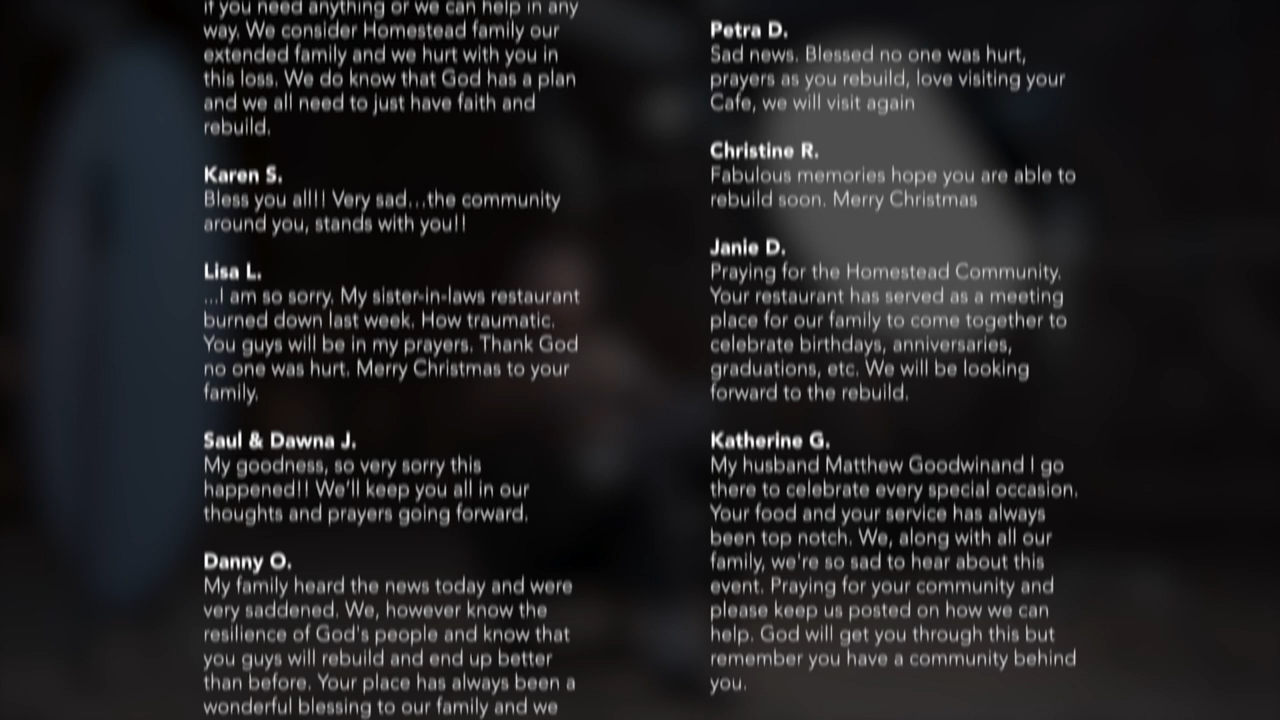 if you need anything or we can help in any
way. We consider Homestead family our
extended family and we hurt with you in
this loss. We do know that God has a plan
and we all need to just have faith and
rebuild.
Karen S.
Bless you all!! Very sad...the community
around you, stands with you!!
Lisa L.
...I am so sorry. My sister-in-laws restaurant
burned down last week. How traumatic.
You guys will be in my prayers. Thank God
no one was hurt. Merry Christmas to your
family.
Saul & Dawna J.
My goodness, so very sorry this
happened!! We'll keep you all in our
thoughts and prayers going forward.
Danny O.
My family heard the news today and were
very saddened. We, however know the
resilience of God's people and know that
you guys will rebuild and end up better
than before. Your place has always been a
wonderful blessing to our family and we
Petra D.
Sad news. Blessed no one was hurt,
prayers as you rebuild, love visiting your
Cafe, we will visit again
Christine R.
Fabulous memories hope you are able to
rebuild soon. Merry Christmas
Janie D.
Praying for the Homestead Community.
Your restaurant has served as a meeting
place for our family to come together to
celebrate birthdays, anniversaries,
graduations, etc. We will be looking
forward to the rebuild.
Katherine G.
My husband Matthew Goodwinand I go
there to celebrate every special occasion.
Your food and your service has always
been top notch. We, along with all our
family, we're so sad to hear about this
event. Praying for your community and
please keep us posted on how we can
help. God will get you through this but
remember you have a community behind
you.